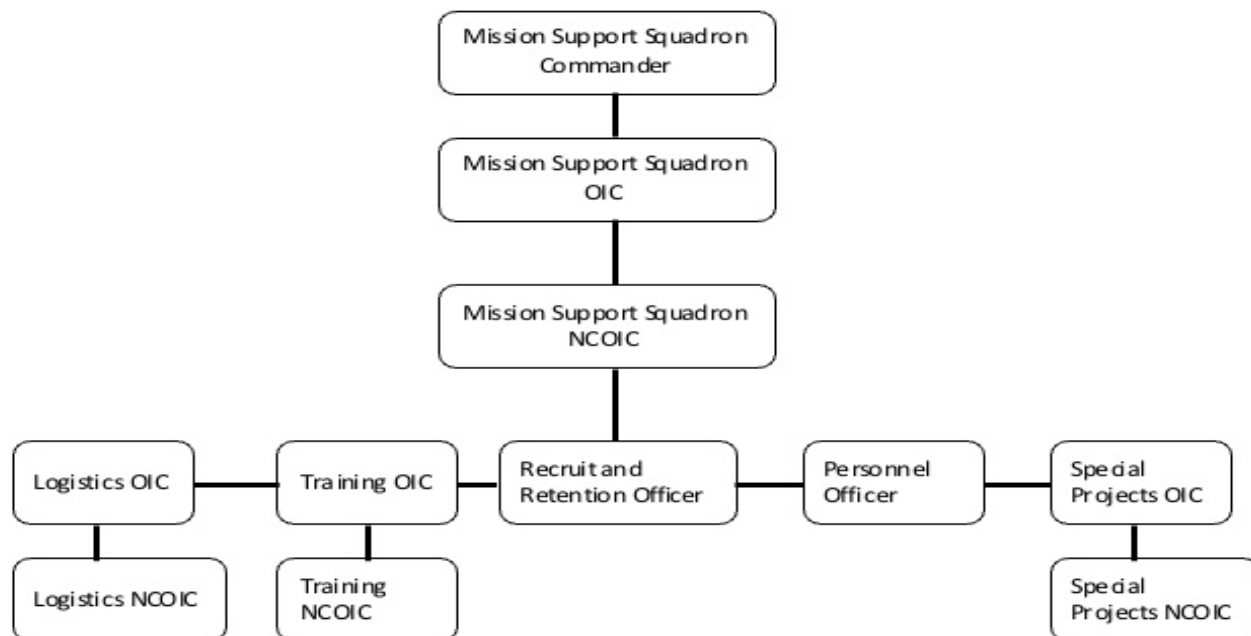 Mission Support Squadron
Commander
Mission Support Squadron
OIC
Mission Support Squadron
NCOIC
Logistics OIC
Training OIC
Recruit and
Retention Officer
Personnel
Officer
Special
Projects OIC
Logistics NCOIC
Training
NCOIC
Special
Projects NCOIC